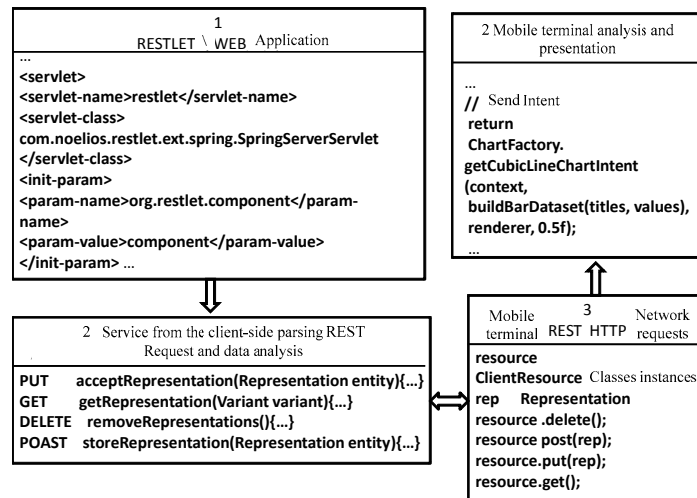 1
RESTLET \ WEB Application
...
<servlet>
<servlet-name>restlet</servlet-name>
<servlet-class>
com.noelios.restlet.ext.spring.SpringServerServlet
</servlet-class>
<init-param>
<param-name>org.restlet.component</param-
name>
<param-value>component</param-value>
</init-param> ...
2 Service from the client-side parsing REST
Request and data analysis
PUT acceptRepresentation(Representation entity){...}
GET getRepresentation(Variant variant){...}
DELETE removeRepresentations(){...}
POAST storeRepresentation(Representation entity){...}
2 Mobile terminal analysis and
presentation
...
// Send Intent
return
ChartFactory.
getCubicLineChartIntent
(context,
buildBarDataset(titles, values),
renderer, 0.5f);
...
3
Mobile Network
terminal REST HTTP requests
resource
ClientResource Classes instances
rep Representation
resource .delete();
resource post(rep);
resource.put(rep);
resource.get();